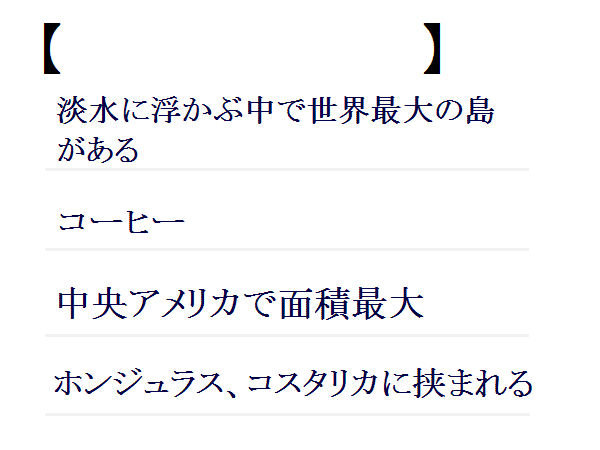 【　　　　　　　　　】
淡水に浮かぶ中で世界最大の島
がある
コーヒー
中央アメリカで面積最大
ホンジュラス、コスタリカに挟まれる